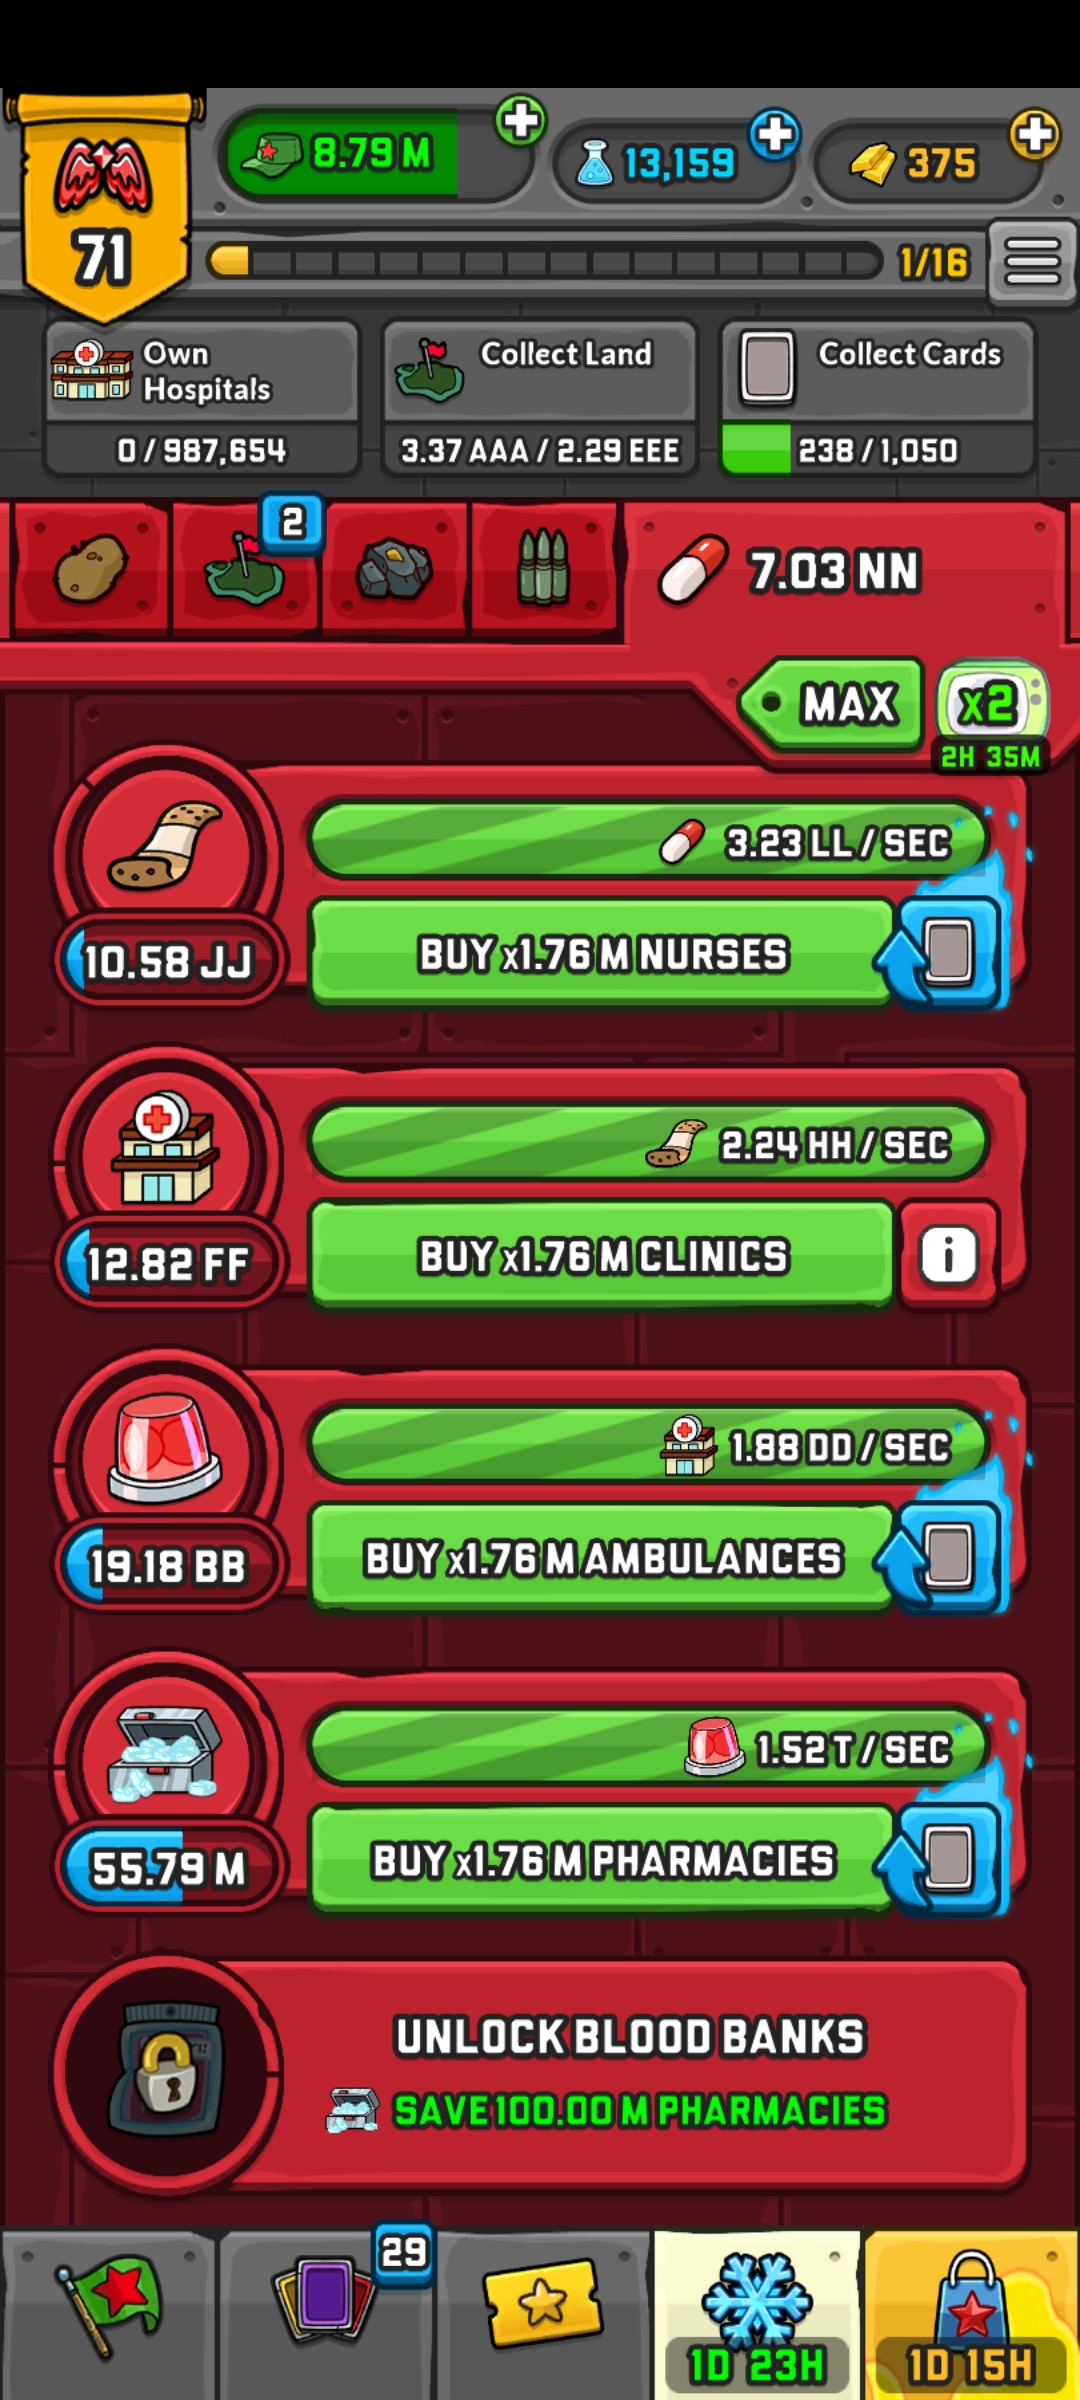 8.79 M
13,159
375
71
1/16
Own
Hospitals
0 / 987,654
Collect Land
3.37 AAA / 2.29 EEE
Collect Cards
238 / 1,050
2
7.03 NN
MAX
x2
2H 35M
3.23 LL / SEC
10.58 JJ
BUY x1.76 M NURSES
2.24 HH / SEC
12.82 FF
BUY x1.76 M CLINICS
i
1.88 DD / SEC
19.18 BB
BUY x1.76 M AMBULANCES
1.52 T / SEC
55.79 M
BUY x1.76 M PHARMACIES
UNLOCK BLOOD BANKS
SAVE 100.00 M PHARMACIES
29
1D 23H
1D 15H